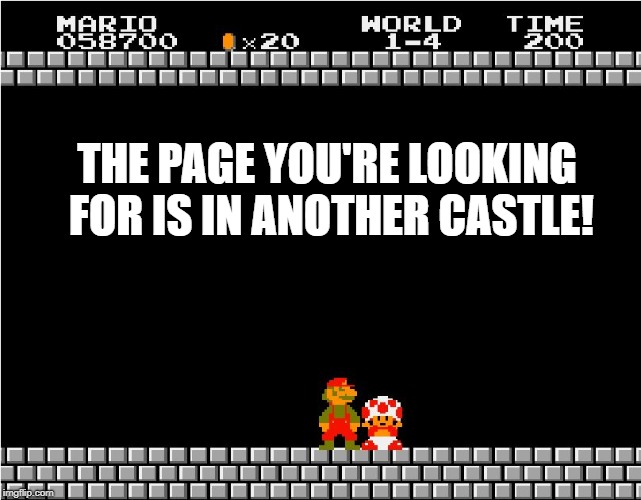 MARIO WORLD TIME
058700 ×20 1-4 200
THE PAGE YOU'RE LOOKING
FOR IS IN ANOTHER CASTLE!
imgflip.com